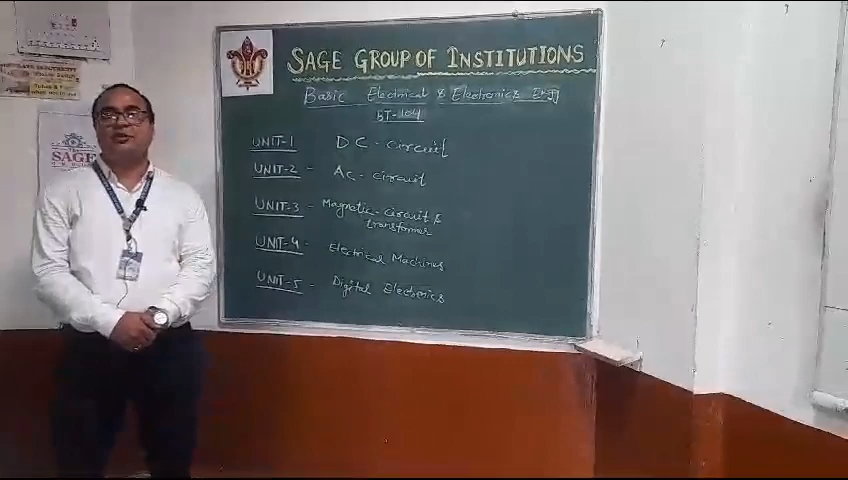 SAGE GROUP OF INSTITUTIONS
Basic Electrical & Electronics Engg
BT-104
UNIT-1 DC-circuit
UNIT-2 - AC-circuit
UNIT-3 - Magnetic-circuit &
transformer
UNIT-4 - Electrical Machines
UNIT-5 - Digital Electronics
SAGE